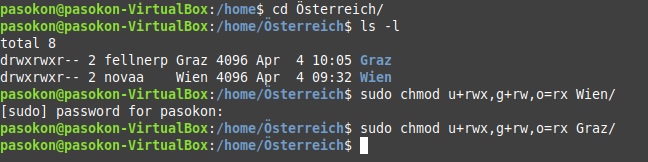 pasokon@pasokon-VirtualBox:/home$ cd Österreich/
pasokon@pasokon-VirtualBox:/home/Österreich$ ls -l
total 8
drwxrwxr-- 2 fellnerp Graz 4096 Apr  4 10:05 Graz
drwxrwxr-- 2 novaa    Wien 4096 Apr  4 09:32 Wien
pasokon@pasokon-VirtualBox:/home/Österreich$ sudo chmod u+rwx,g+rw,o=rx Wien/
[sudo] password for pasokon:
pasokon@pasokon-VirtualBox:/home/Österreich$ sudo chmod u+rwx,g+rw,o=rx Graz/
pasokon@pasokon-VirtualBox:/home/Österreich$